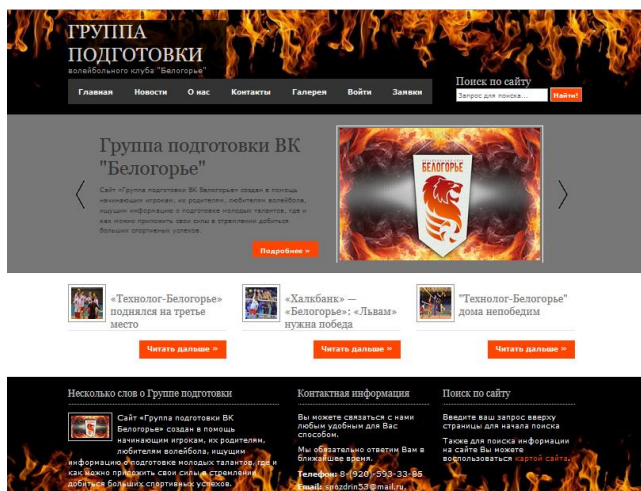 ГРУППА
ПОДГОТОВКИ
волейбольного клуба "Белогорье"
Главная Новости О нас Контакты Галерея Войти Заявки
Поиск по сайту
Запрос для поиска... Найти!
Группа подготовки ВК
"Белогорье"
Сайт «Группа подготовки ВК Белогорье» создан в помощь
начинающим игрокам, их родителям, любителям волейбола,
ищущим информацию о подготовке молодых талантов, где и
как можно приложить свои силы в стремлении добиться
больших спортивных успехов.
Подробнее »
БЕЛОГОРЬЕ
«Технолог-Белогорье»
поднялся на третье
место
Читать дальше »
«Халкбанк» —
«Белогорье»: «Львам»
нужна победа
Читать дальше »
"Технолог-Белогорье"
дома непобедим
Читать дальше »
Несколько слов о Группе подготовки
Сайт «Группа подготовки ВК
Белогорье» создан в помощь
начинающим игрокам, их родителям,
любителям волейбола, ищущим
информацию о подготовке молодых талантов, где и
как можно приложить свои силы в стремлении
добиться больших спортивных успехов.
Контактная информация
Вы можете связаться с нами
любым удобным для Вас
способом.
Мы обязательно ответим Вам в
ближайшее время.
Телефон: 8-(920)-593-33-85
Email: spozdrin53@mail.ru,
Поиск по сайту
Введите ваш запрос вверху
страницы для начала поиска
Также для поиска информации
на сайте Вы можете
воспользоваться картой сайта.